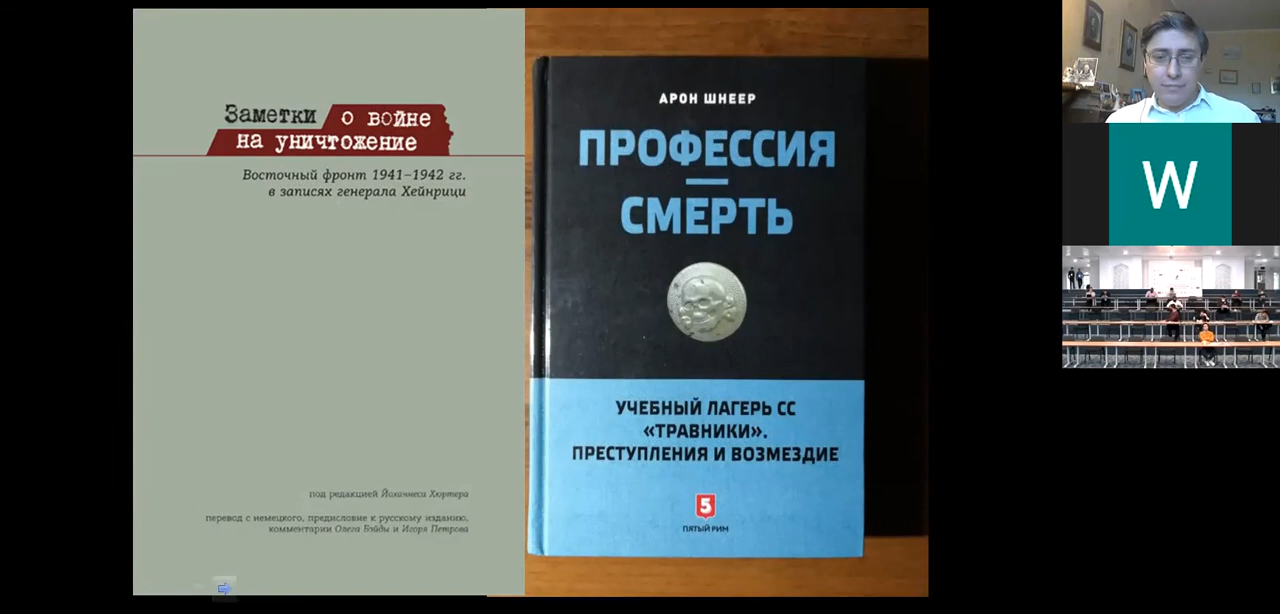 Заметки о войне
на уничтожение
Восточный фронт 1941–1942 гг.
в записях генерала Хейнрици
под редакцией Йоханнеса Хюртера
перевод с немецкого, предисловие к русскому изданию,
комментарии Олега Бэйды и Игоря Петрова
АРОН ШНЕЕР
ПРОФЕССИЯ
—
СМЕРТЬ
УЧЕБНЫЙ ЛАГЕРЬ СС
«ТРАВНИКИ».
ПРЕСТУПЛЕНИЯ И ВОЗМЕЗДИЕ
5
ПЯТЫЙ РИМ
W